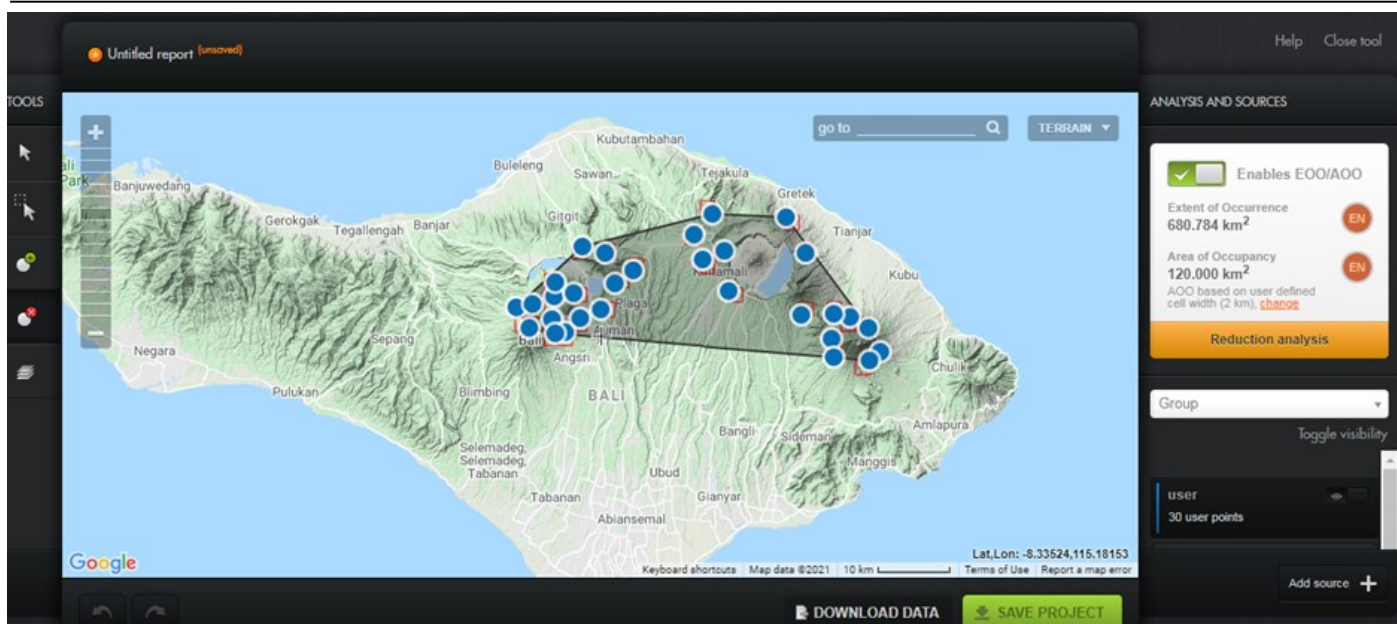 Untitled report (unsaved)
Help Close tool
TOOLS
ANALYSIS AND SOURCES
go to
TERRAIN
Enables EOO/AOO
Extent of Occurrence
680.784 km²
EN
Area of Occupancy
120.000 km²
EN
AOO based on user defined
cell width (2 km), change
Reduction analysis
Group
Toggle visibility
user
30 user points
Add source
Kubutambahan
Buleleng
Sawan
Tejakula
Gretek
Park
Banjuwedang
Gerokgak
Tegallengah
Banjar
Gitgit
Tianjar
Kubu
Plaga
Sepang
Angsri
Negara
Pulukan
Blimbing
BALI
Chulik
Bangli
Sideman
Amlapura
Selemadeg,
Selemadeg,
Tabanan
Manggis
Ubud
Tabanan
Gianyar
Abiansemal
Lat,Lon: -8.33524,115.18153
Google
Keyboard shortcuts Map data ©2021 10 km Terms of Use Report a map error
DOWNLOAD DATA
SAVE PROJECT